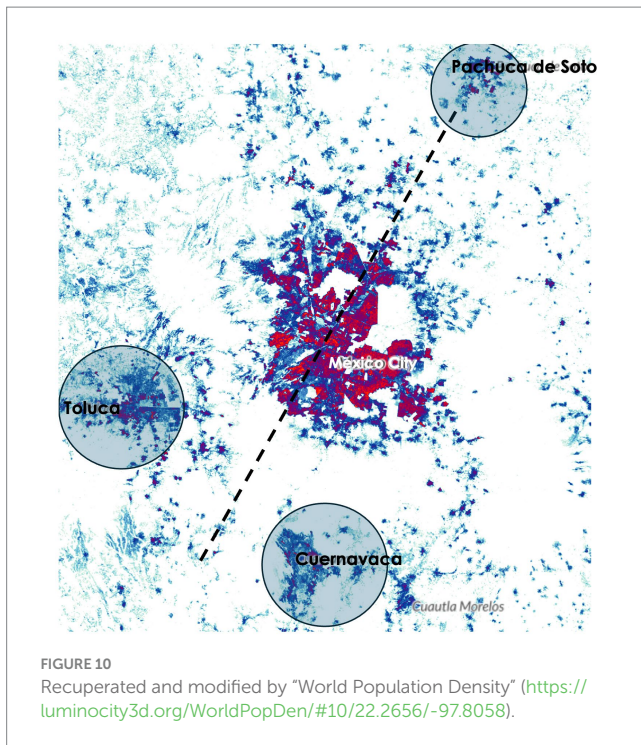 Pachuca de Soto
Mexico City
Toluca
Cuernavaca
Cuautla Morelos
FIGURE 10
Recuperated and modified by “World Population Density” (https://
luminocity3d.org/WorldPopDen/#10/22.2656/-97.8058).